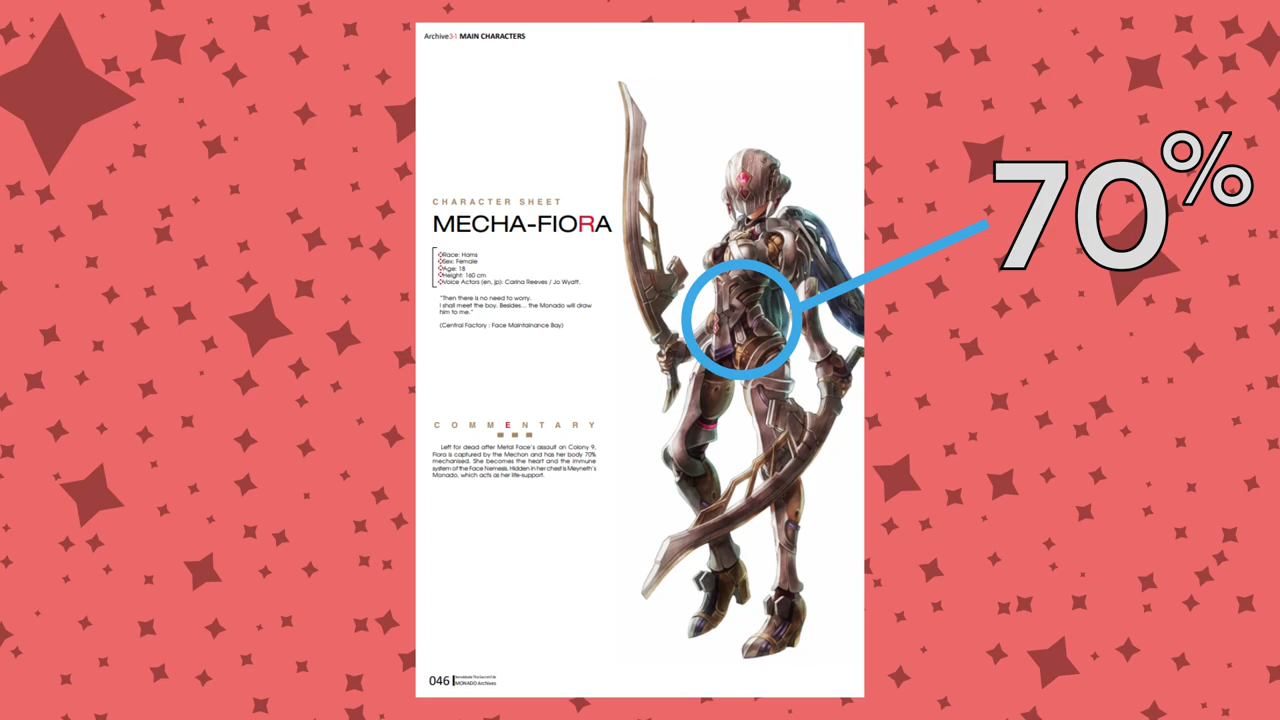 Archive3-1 MAIN CHARACTERS
CHARACTER SHEET
MECHA-FIORA
Race: Homs
Sex: Female
Age: 18
Height: 160 cm
Voice Actors (en, jp): Carina Reeves / Jo Wyatt.
"Then there is no need to worry.
I shall meet the boy. Besides... the Monado will draw
him to me."
(Central Factory : Face Maintainance Bay)
COMMENTARY
Left for dead after Metal Face's assault on Colony 9,
Fiora is captured by the Mechon and has her body 70%
mechanised. She becomes the heart and the immune
system of the Face Nemesis. Hidden in her chest is Meyneth's
Monado, which acts as her life-support.
046
MONADO Archives
70%